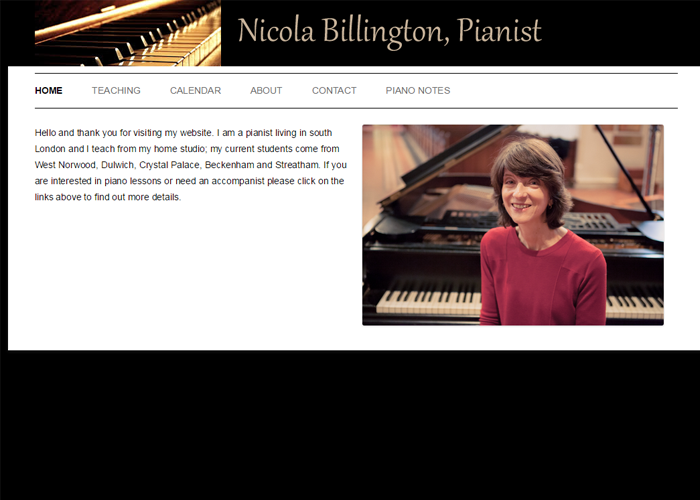 Nicola Billington, Pianist
HOME TEACHING CALENDAR ABOUT CONTACT PIANO NOTES
Hello and thank you for visiting my website. I am a pianist living in south
London and I teach from my home studio; my current students come from
West Norwood, Dulwich, Crystal Palace, Beckenham and Streatham. If you
are interested in piano lessons or need an accompanist please click on the
links above to find out more details.